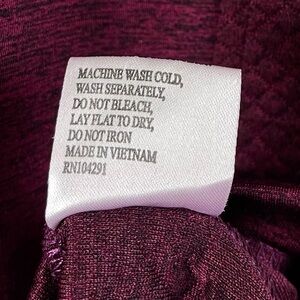 MACHINE WASH COLD,
WASH SEPARATELY,
DO NOT BLEACH,
LAY FLAT TO DRY,
DO NOT IRON
MADE IN VIETNAM
RN104291